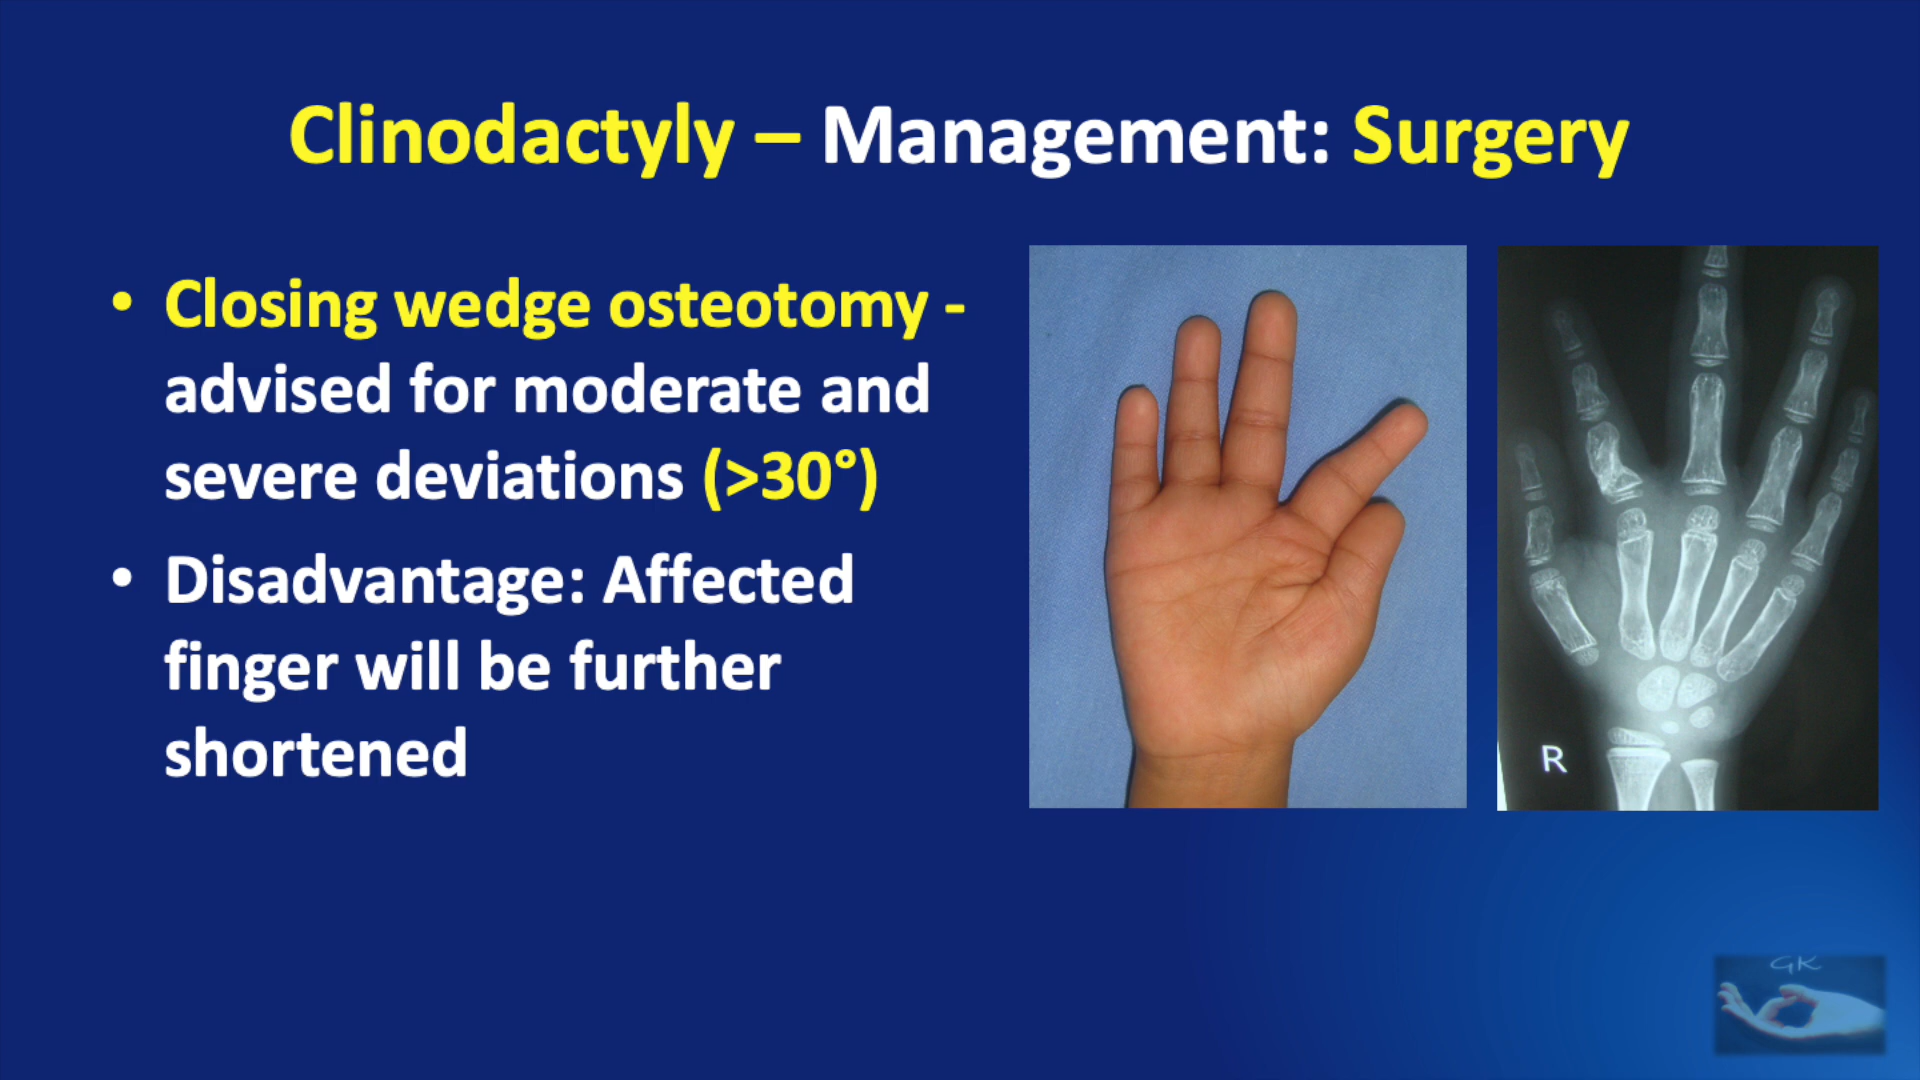 Clinodactyly – Management: Surgery
• Closing wedge osteotomy -
advised for moderate and
severe deviations (>30°)
• Disadvantage: Affected
finger will be further
shortened
R
GK